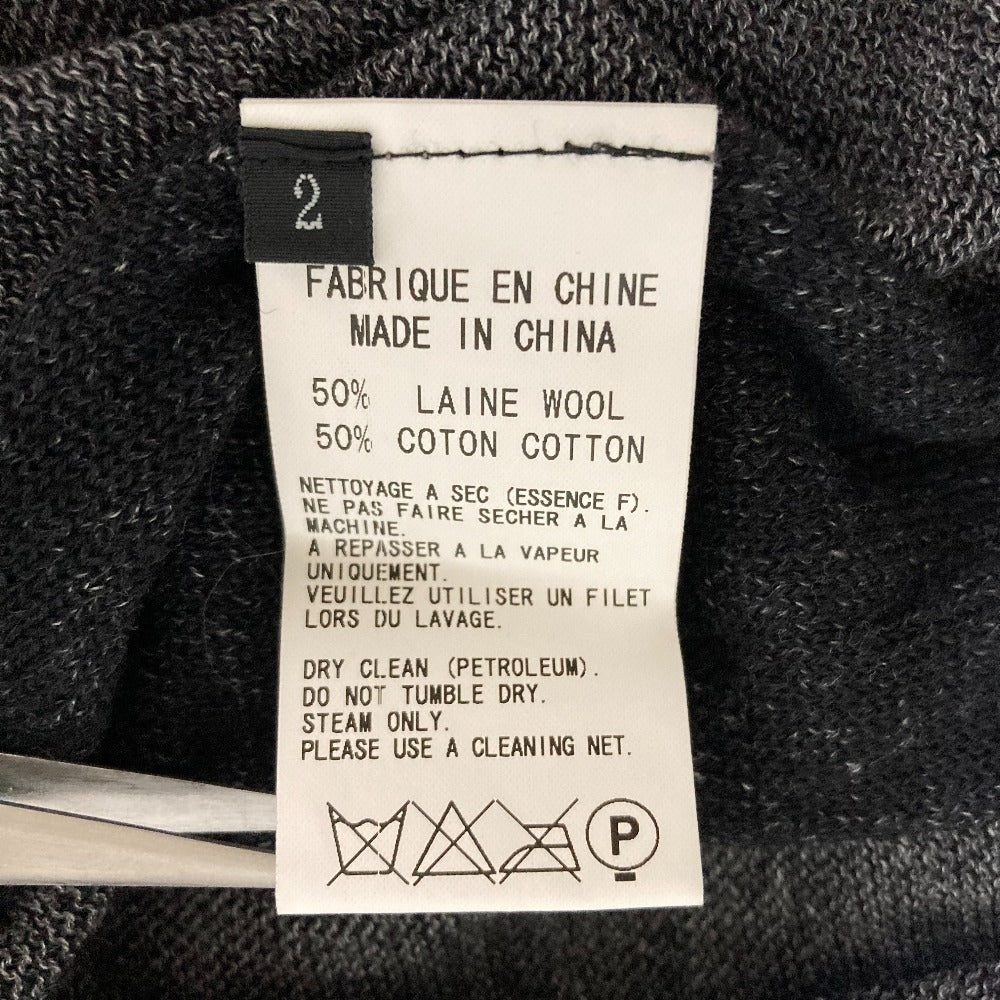 2
FABRIQUE EN CHINE
MADE IN CHINA
50% LAINE WOOL
50% COTON COTTON
NETTOYAGE A SEC (ESSENCE F).
NE PAS FAIRE SECHER A LA
MACHINE.
A REPASSER A LA VAPEUR
UNIQUEMENT.
VEUILLEZ UTILISER UN FILET
LORS DU LAVAGE.
DRY CLEAN (PETROLEUM).
DO NOT TUMBLE DRY.
STEAM ONLY.
PLEASE USE A CLEANING NET.
P